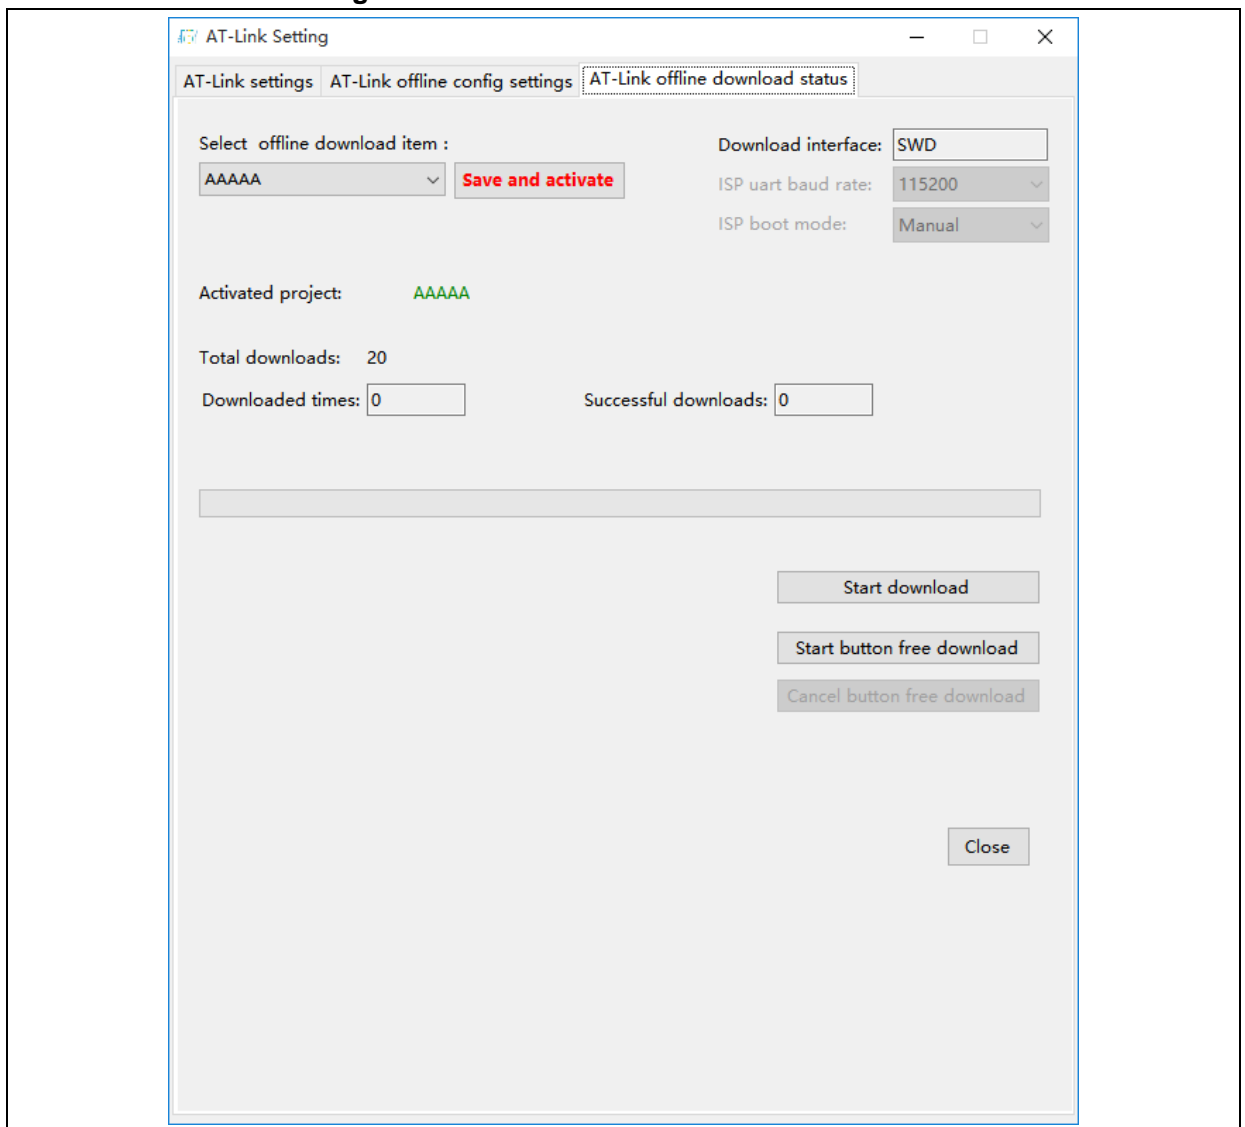 AT-Link Setting
AT-Link settings AT-Link offline config settings AT-Link offline download status
Select offline download item :
Download interface: SWD
AAAAA Save and activate
ISP uart baud rate: 115200
ISP boot mode: Manual
Activated project: AAAAA
Total downloads: 20
Downloaded times: 0 Successful downloads: 0
Start download
Start button free download
Cancel button free download
Close